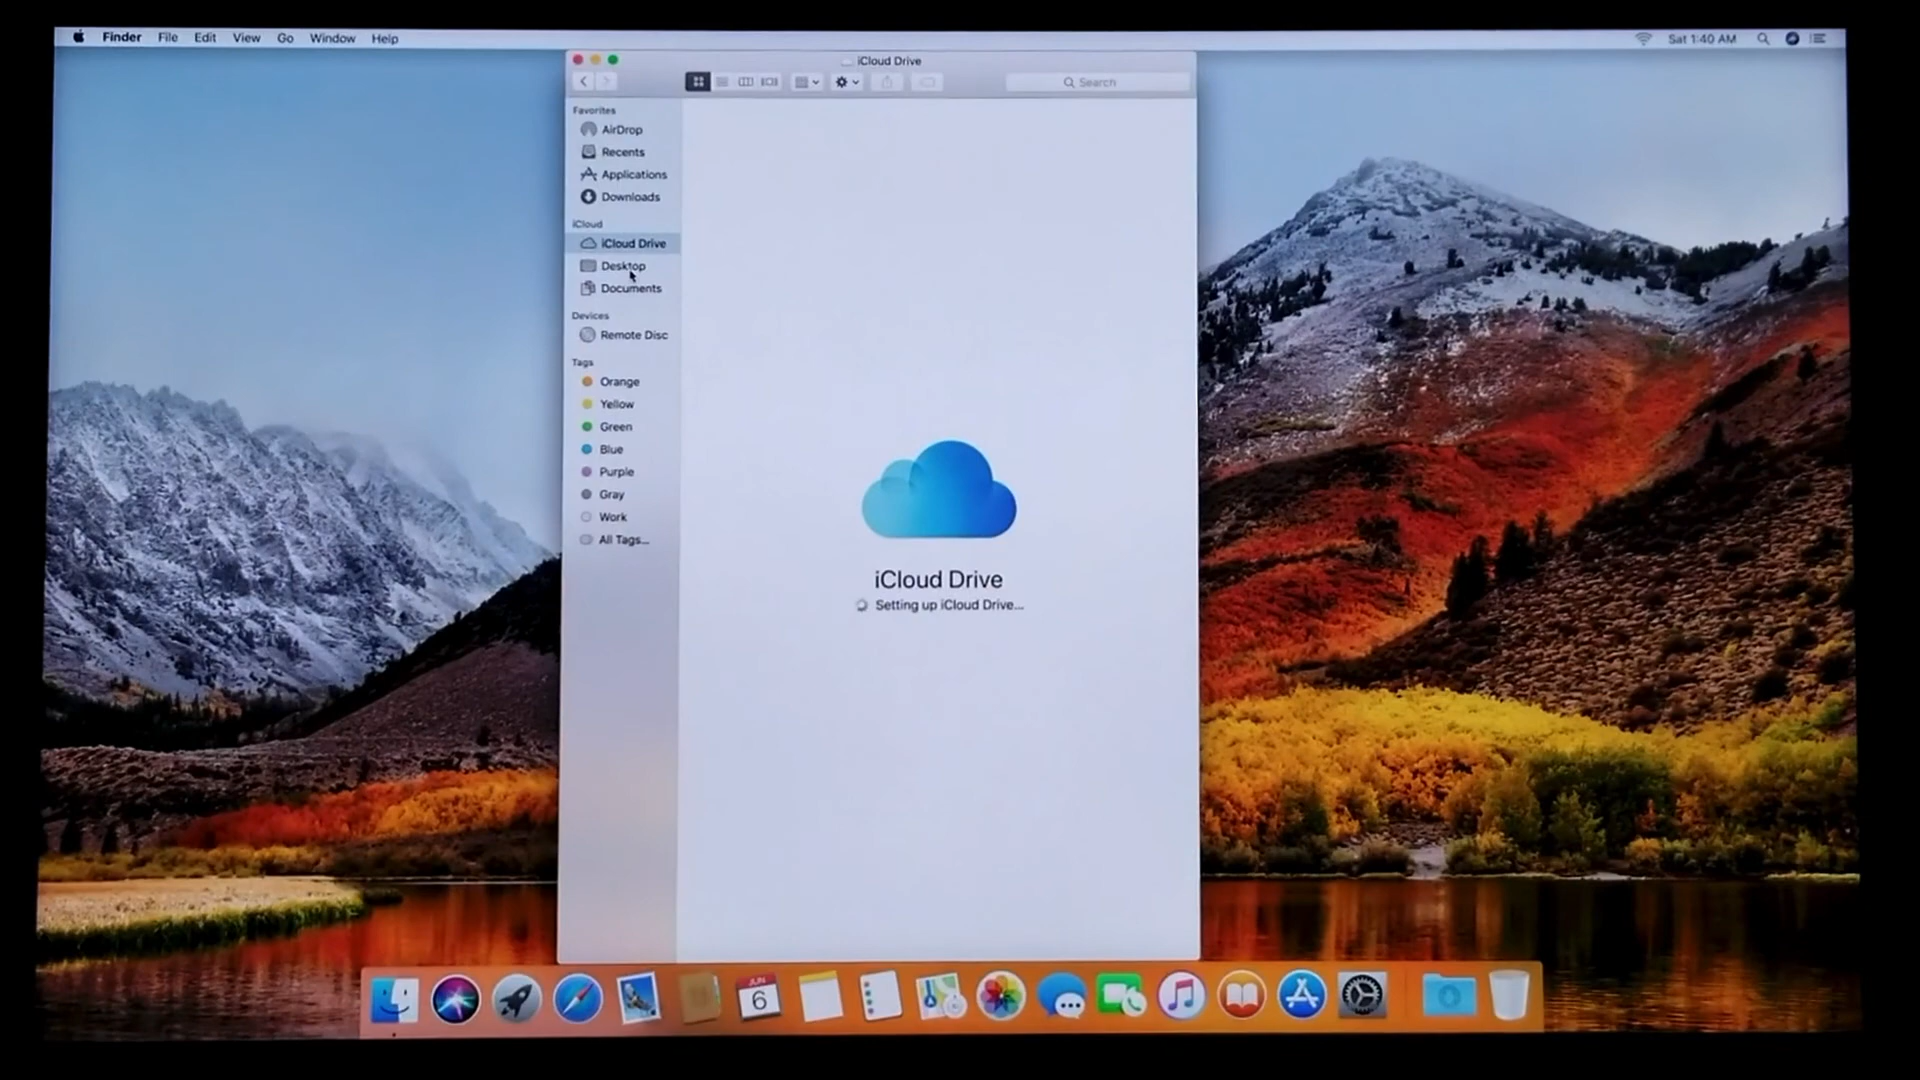 Finder File Edit View Go Window Help
Sat 1:40 AM
iCloud Drive
Search
Favorites
AirDrop
Recents
Applications
Downloads
iCloud
iCloud Drive
Desktop
Documents
Devices
Remote Disc
Tags
Orange
Yellow
Green
Blue
Purple
Gray
Work
All Tags...
iCloud Drive
Setting up iCloud Drive...
JUN
6